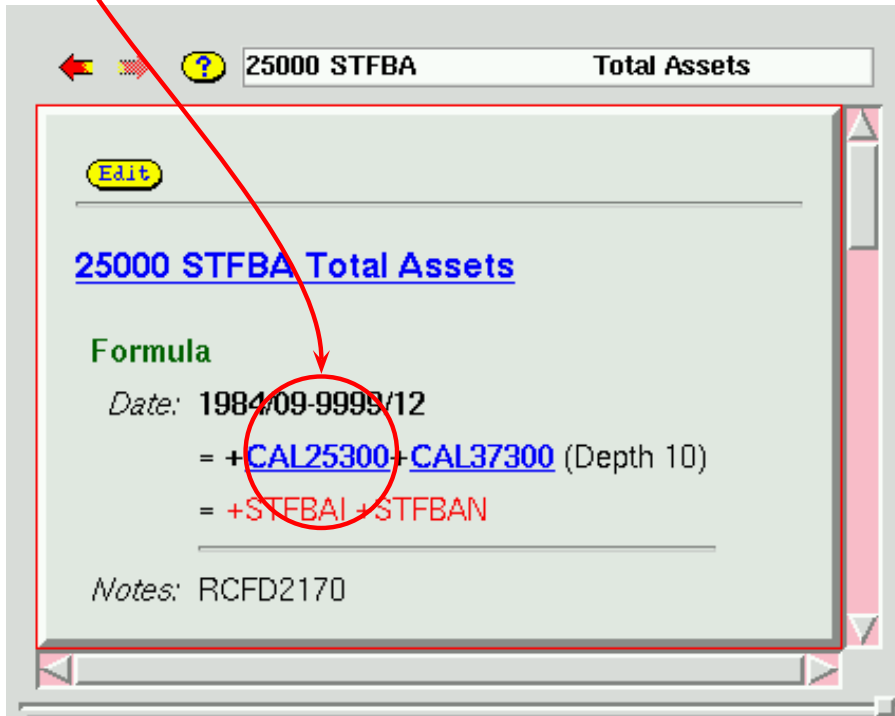 ? 25000 STFBA Total Assets
Edit
25000 STFBA Total Assets
Formula
Date: 1984/09-9999/12
= +CAL25300+CAL37300 (Depth 10)
= +STFBAI +STFBAN
Notes: RCFD2170